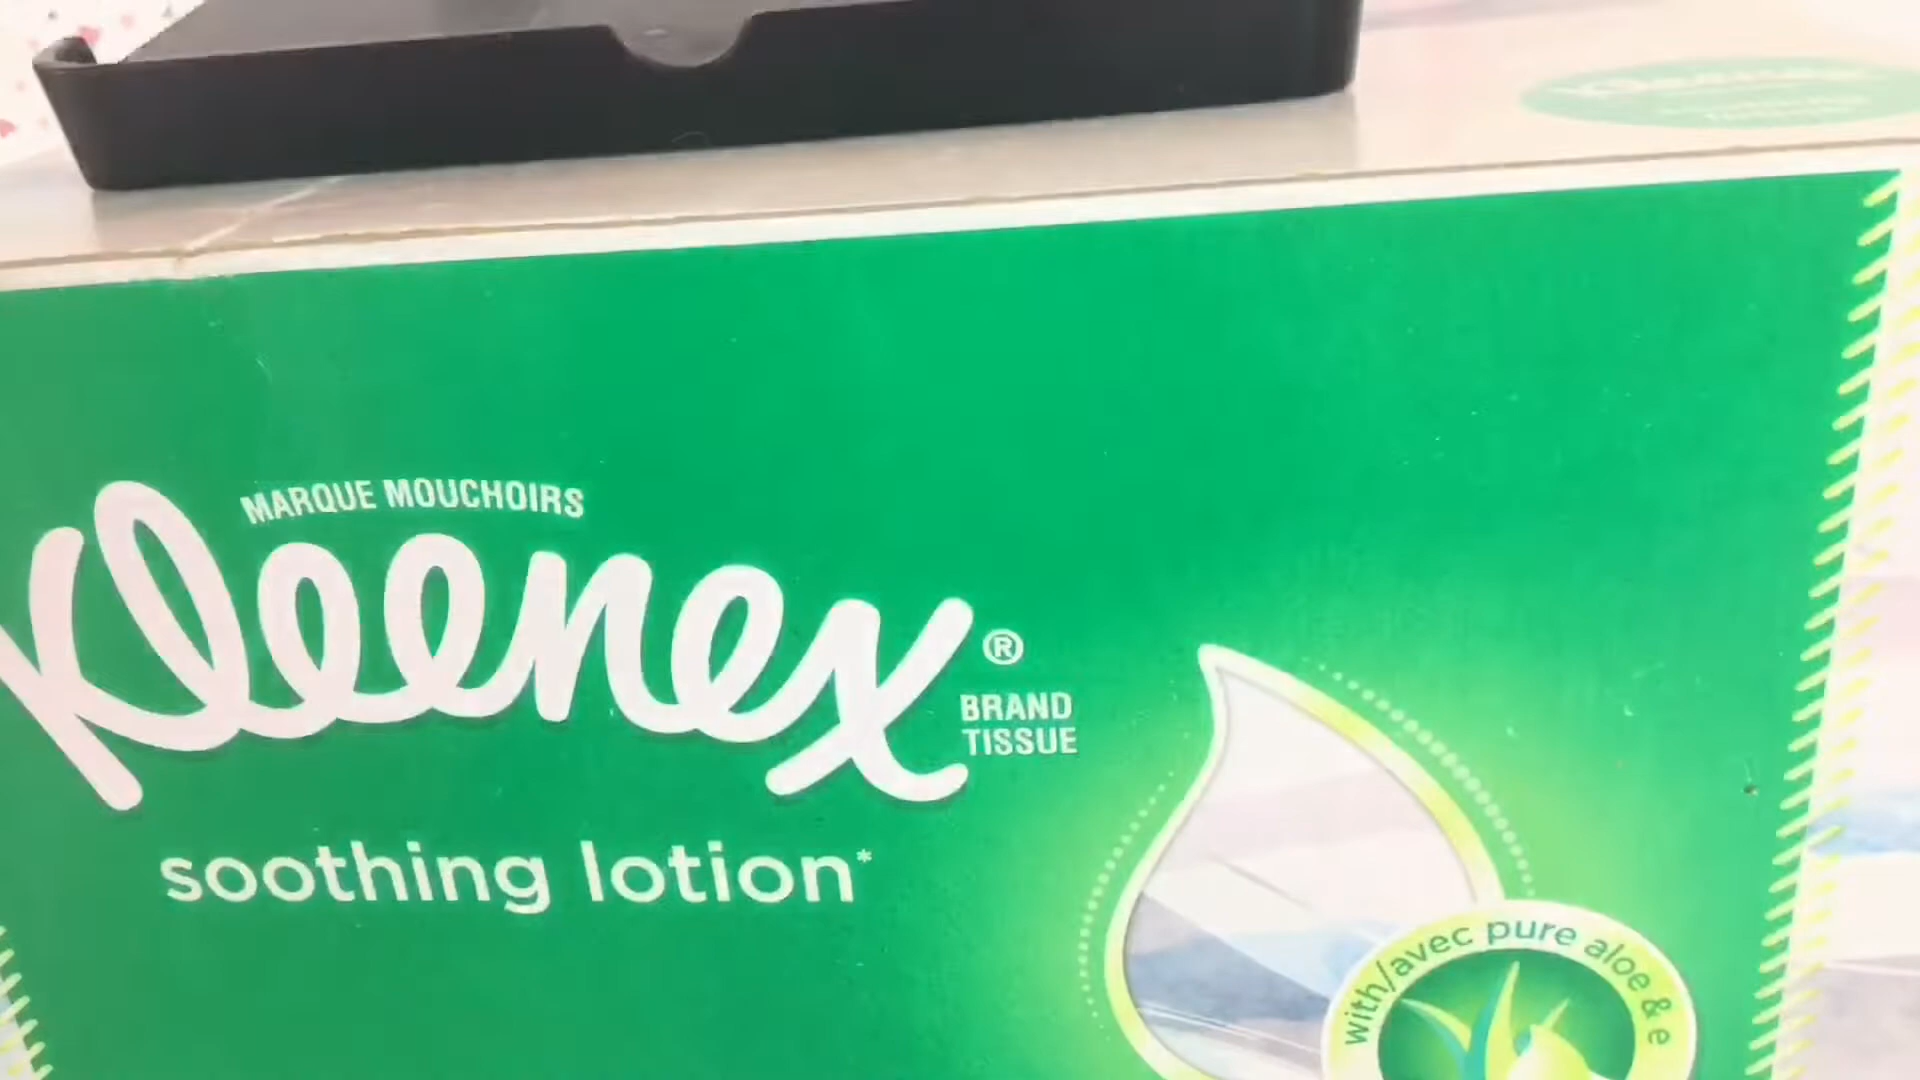 MARQUE MOUCHOIRS
Kleenex®
BRAND
TISSUE
soothing lotion*
with/avec pure aloe & e